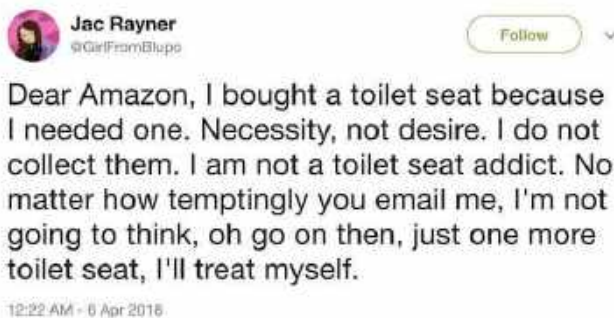 Jac Rayner
@GirlFromBlupo
Follow
Dear Amazon, I bought a toilet seat because
I needed one. Necessity, not desire. I do not
collect them. I am not a toilet seat addict. No
matter how temptingly you email me, I'm not
going to think, oh go on then, just one more
toilet seat, I'll treat myself.
12:22 AM - 6 Apr 2018